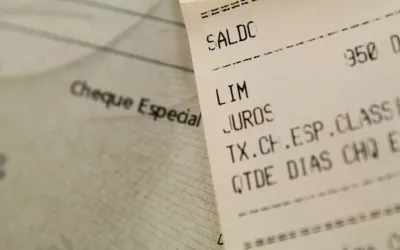 Cheque Especial
SALDO
950 D
LIM
JUROS
TX.CH.ESP.CLASS
QTDE DIAS CHQ E